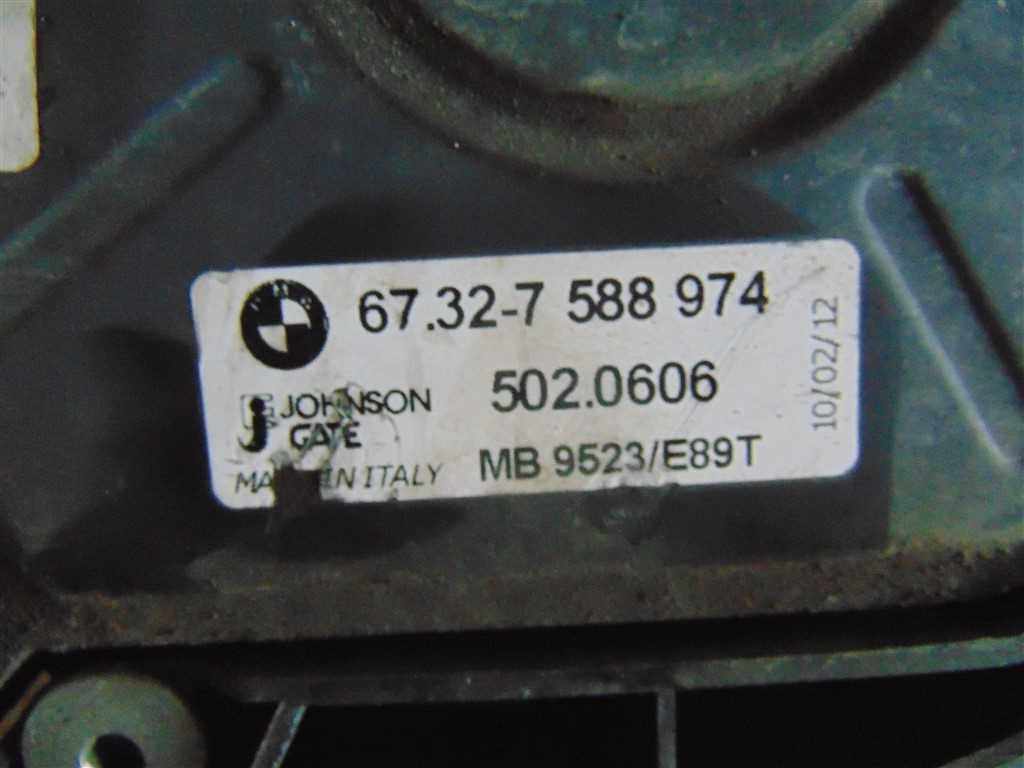 67.32-7 588 974
JOHNSON
GATE
502.0606
IN ITALY
MB 9523/E89T
10/02/12